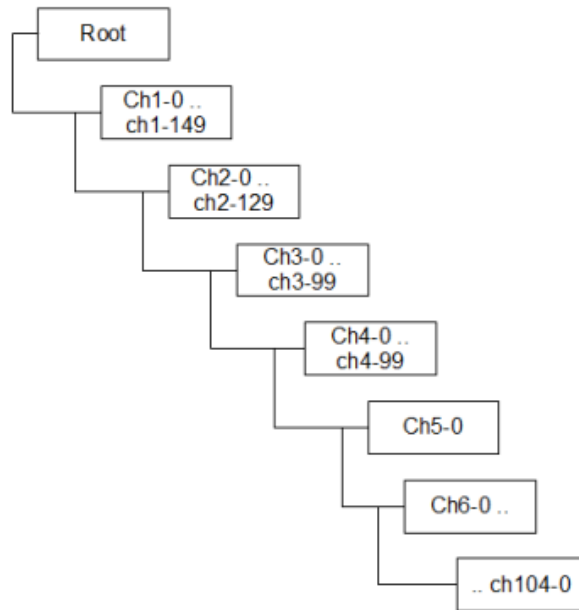 Root
Ch1-0 ..
ch1-149
Ch2-0 ..
ch2-129
Ch3-0 ..
ch3-99
Ch4-0 ..
ch4-99
Ch5-0
Ch6-0 ..
.. ch104-0